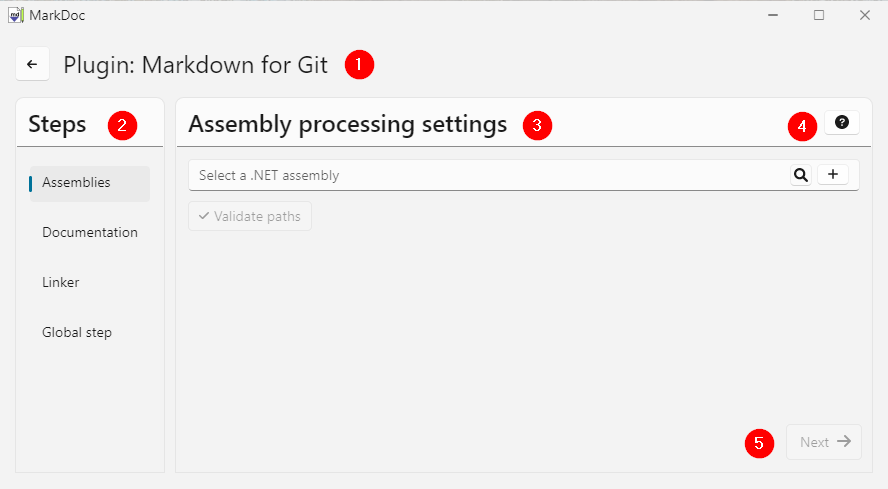 MarkDoc
Plugin: Markdown for Git 1
Steps 2
Assembly processing settings 3
4 ?
Assemblies
Documentation
Linker
Global step
Select a .NET assembly
Validate paths
5 Next